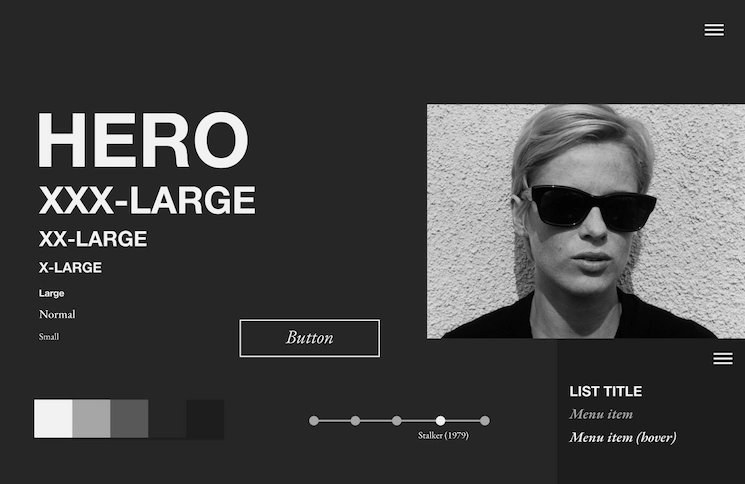 HERO
XXX-LARGE
XX-LARGE
X-LARGE
Large
Normal
Small
Button
Stalker (1979)
LIST TITLE
Menu item
Menu item (hover)